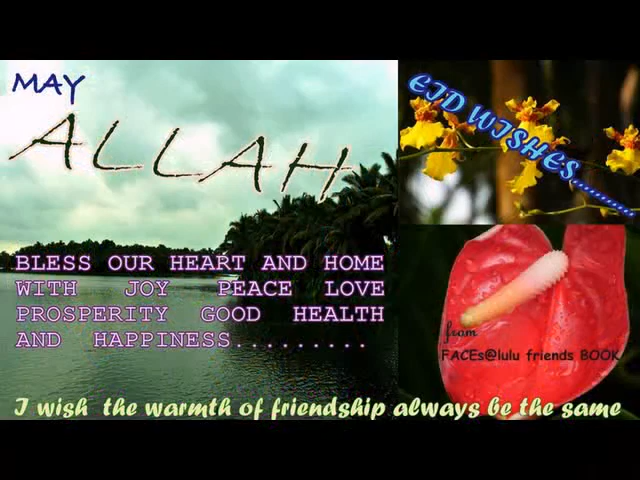 MAY
ALLAH
BLESS OUR HEART AND HOME
WITH JOY PEACE LOVE
PROSPERITY GOOD HEALTH
AND HAPPINESS.........
EID WISHES.........
from
FACEs@lulu friends BOOK
I wish the warmth of friendship always be the same